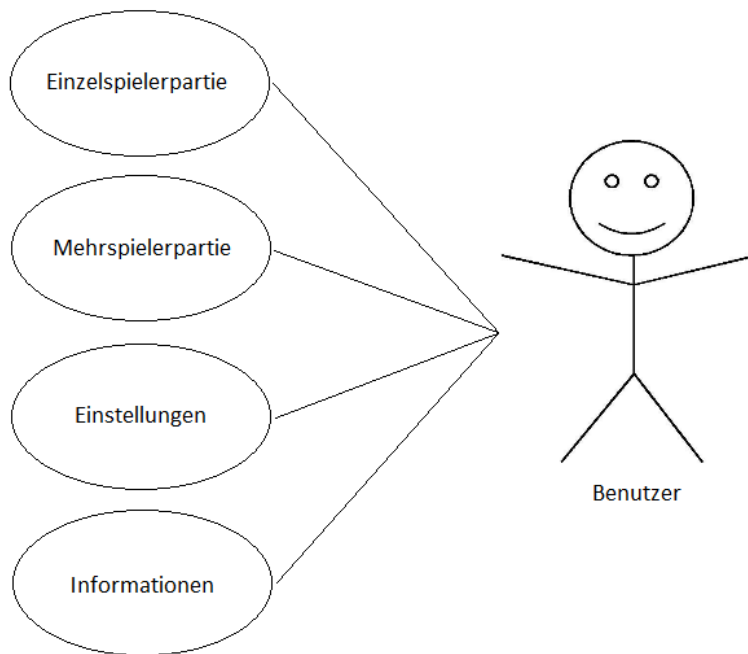 Einzelspielerpartie
Mehrspielerpartie
Einstellungen
Benutzer
Informationen